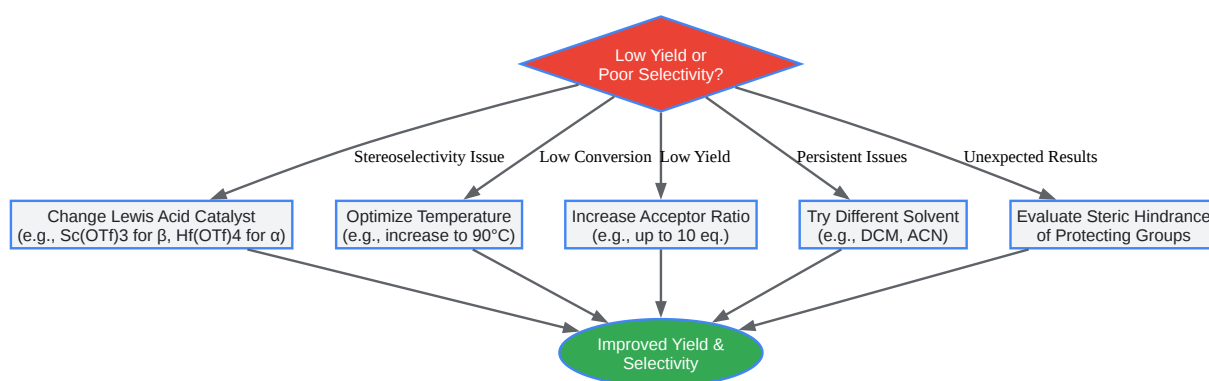 Low Yield or
Poor Selectivity?
Stereoselectivity Issue
Low Conversion
Low Yield
Persistent Issues
Unexpected Results
Change Lewis Acid Catalyst
(e.g., Sc(OTf)3 for β, Hf(OTf)4 for α)
Optimize Temperature
(e.g., increase to 90°C)
Increase Acceptor Ratio
(e.g., up to 10 eq.)
Try Different Solvent
(e.g., DCM, ACN)
Evaluate Steric Hindrance
of Protecting Groups
Improved Yield &
Selectivity